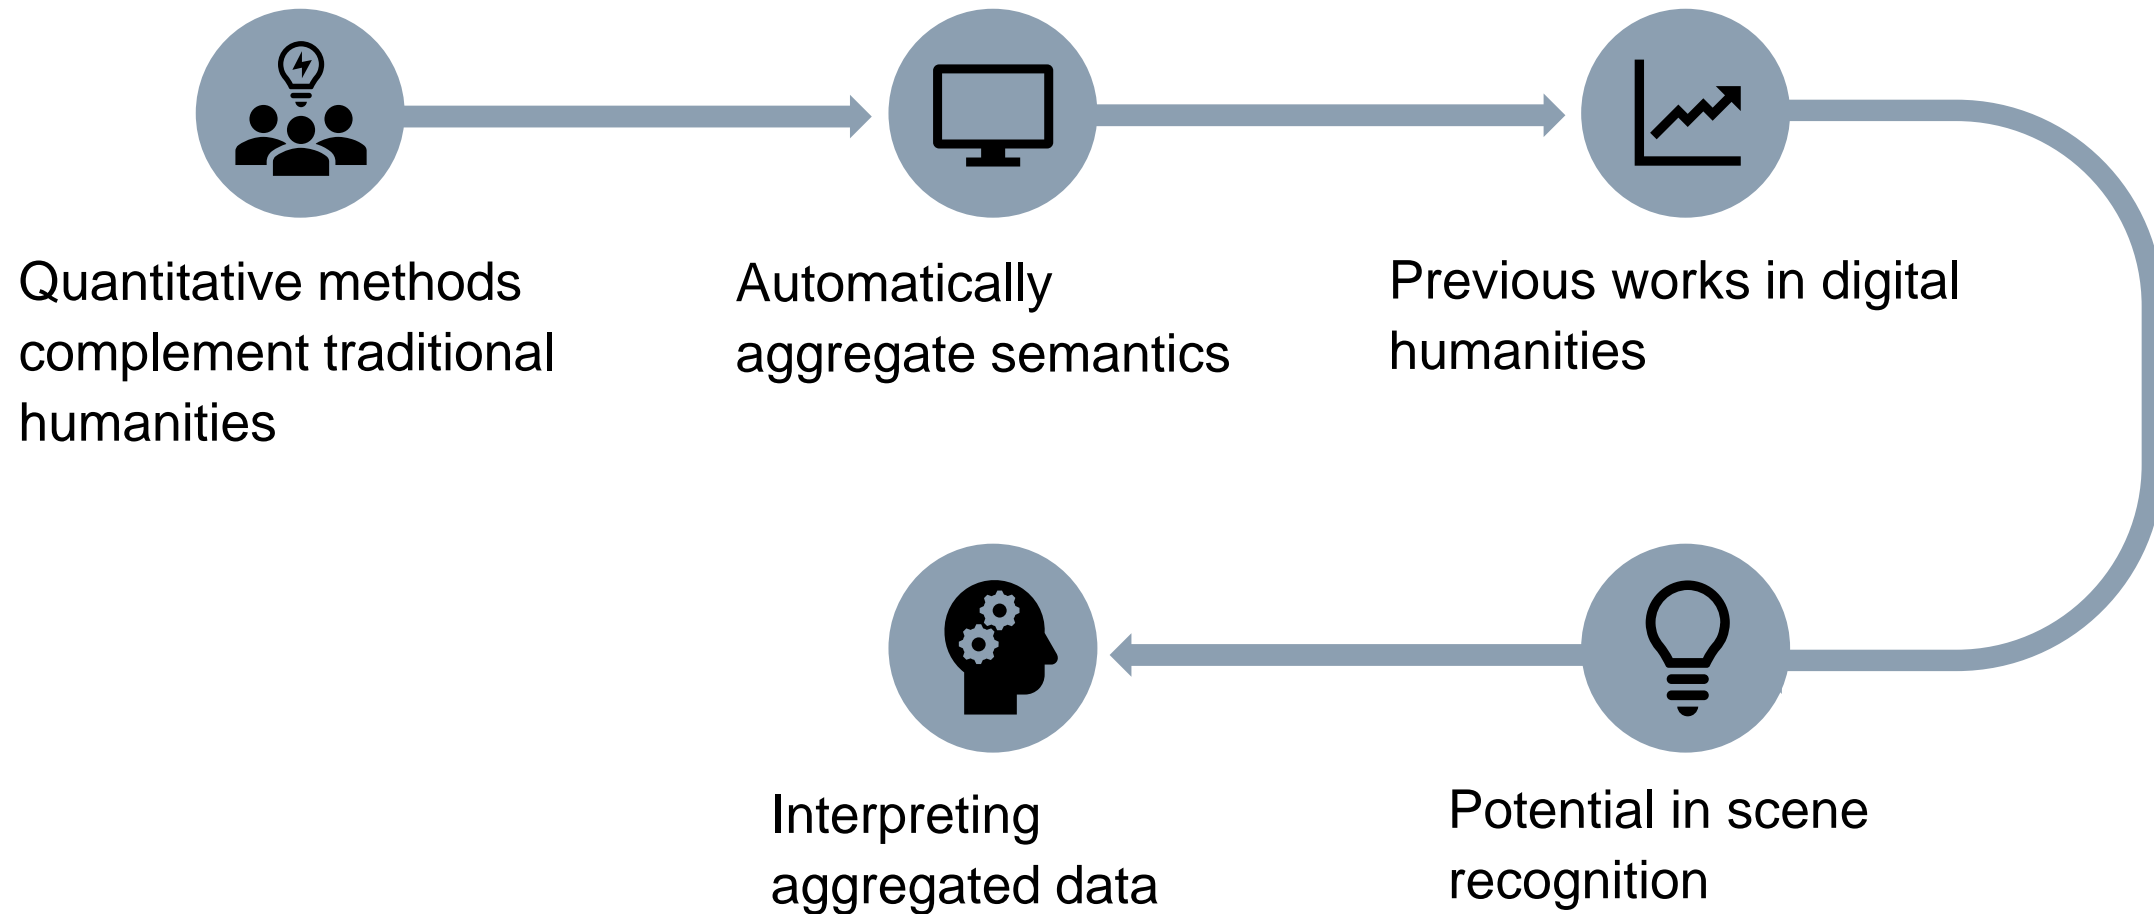 Quantitative methods
complement traditional
humanities
Automatically
aggregate semantics
Previous works in digital
humanities
Potential in scene
recognition
Interpreting
aggregated data